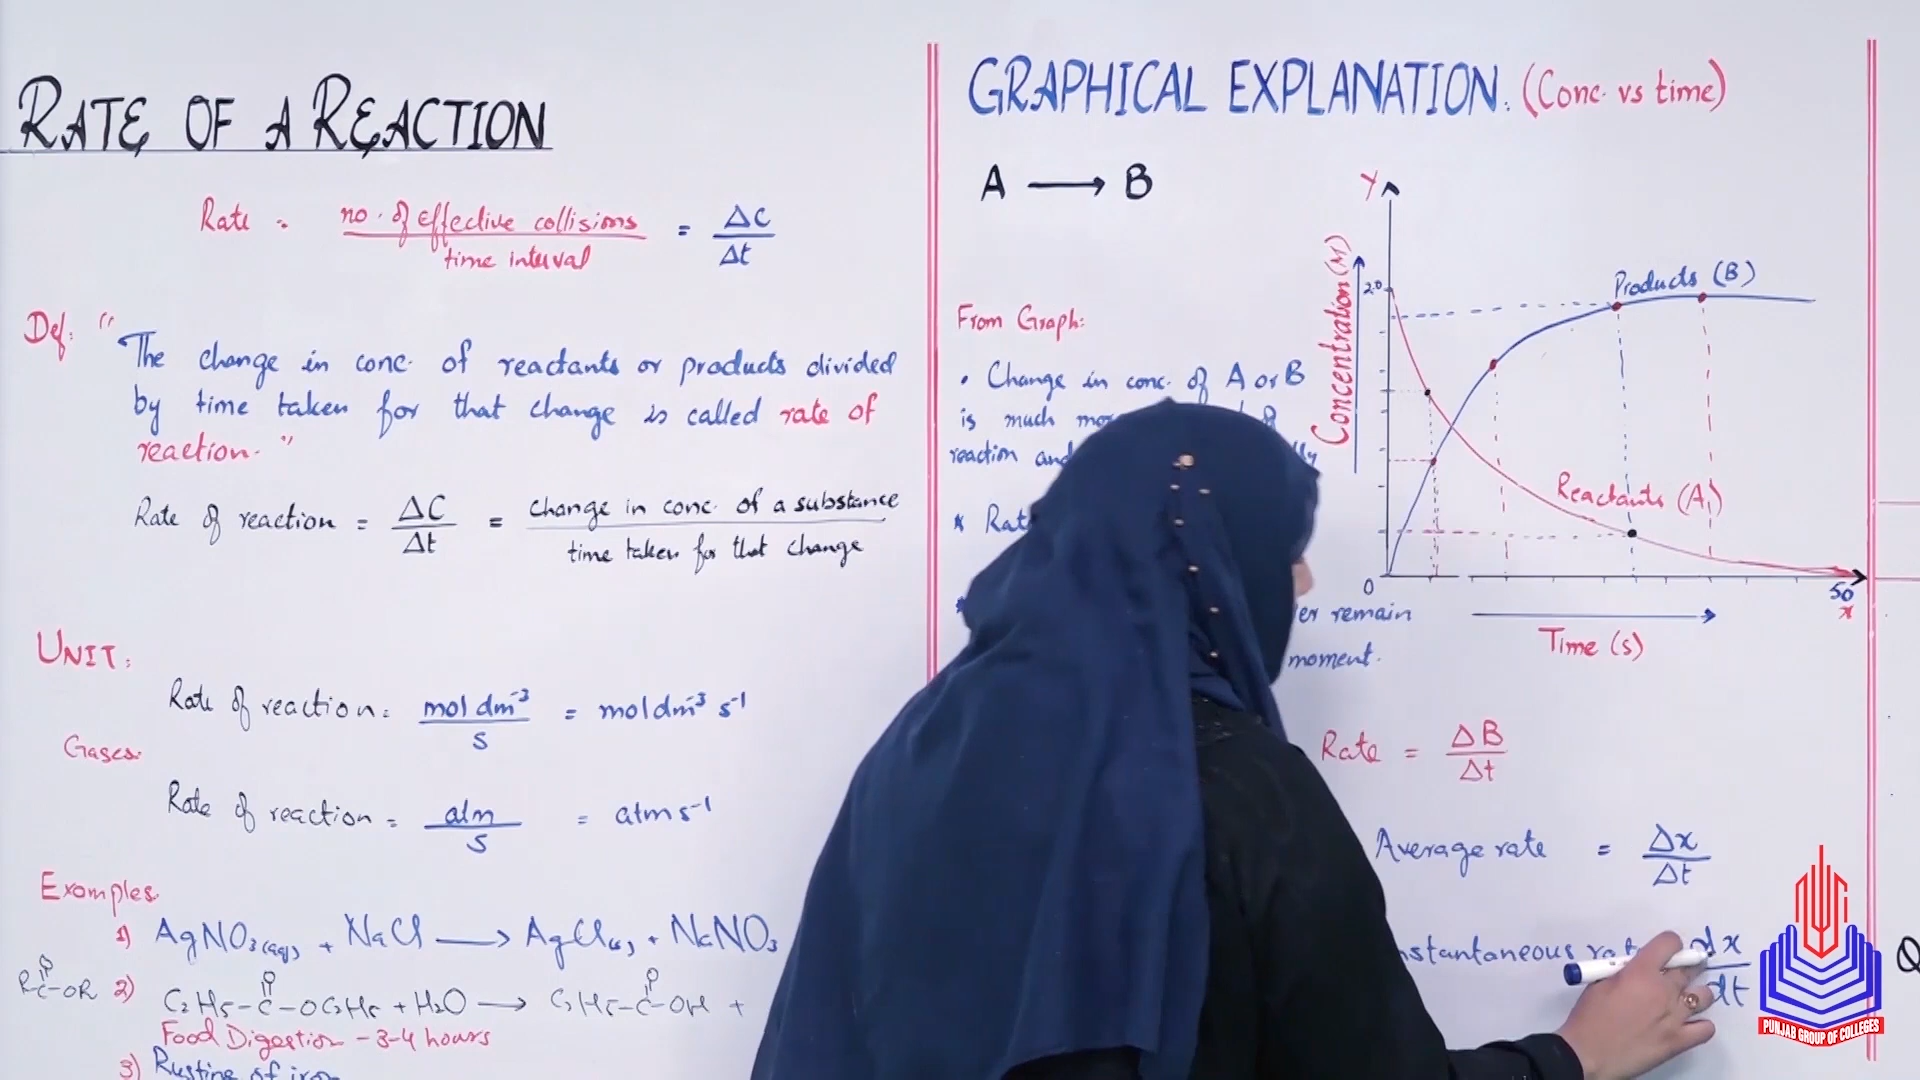 RATE OF A REACTION
Rate = no. of effective collisions / time interval = ΔC / Δt
Def: "The change in conc. of reactants or products divided
by time taken for that change is called rate of
reaction."
Rate of reaction = ΔC / Δt = change in conc. of a substance / time taken for that change
UNIT:
Rate of reaction = mol dm⁻³ / s = mol dm⁻³ s⁻¹
Gases:
Rate of reaction = atm / s = atm s⁻¹
Examples
1) AgNO₃(aq) + NaCl ⟶ AgCl(s) + NaNO₃
R-C-OR
O
2) C₂H₅-C-OC₂H₅ + H₂O ⟶ C₂H₅-C-OH +
O O
Food Digestion - 3-4 hours
3) Rusting of iron
GRAPHICAL EXPLANATION: (Conc. vs time)
A ⟶ B
From Graph:
• Change in conc. of A or B
is much
reaction and
* Rat
remain
moment.
Y
Concentration (M)
2.0
Products (B)
Reactants (A)
0
50
x
Time (s)
Rate = ΔB / Δt
Average rate = Δx / Δt
nstantaneous rat dx / dt
PUNJAB GROUP OF COLLEGES